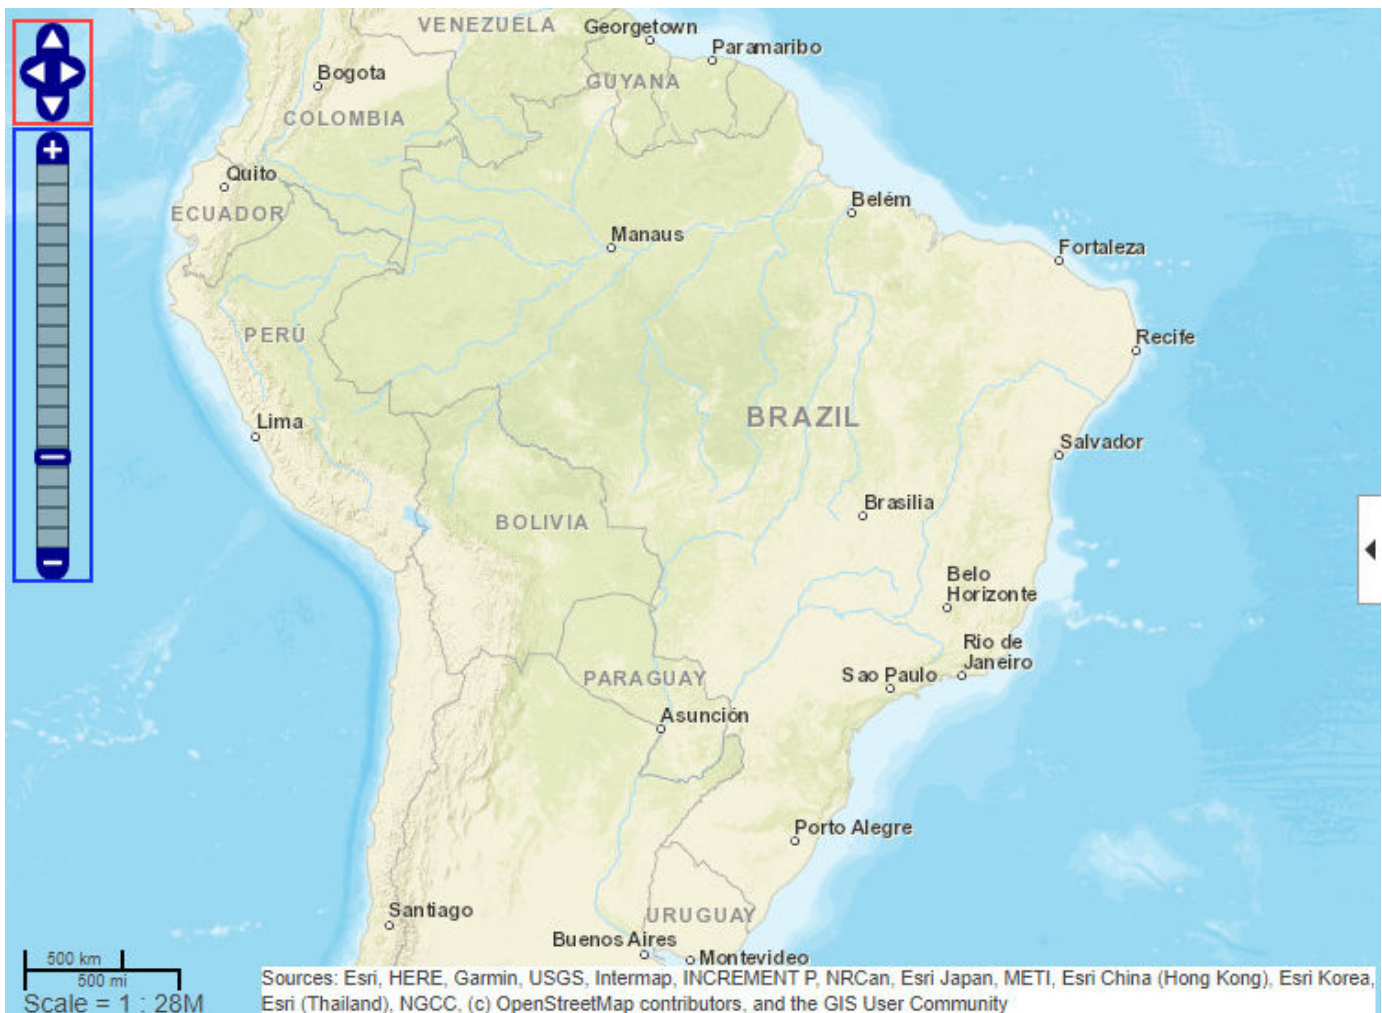 VENEZUELA
Georgetown
Paramaribo
Bogota
GUYANA
COLOMBIA
Quito
ECUADOR
Belém
Manaus
Fortaleza
PERÚ
Recife
BRAZIL
Lima
Salvador
Brasilia
BOLIVIA
Belo
Horizonte
Rio de
Janeiro
Sao Paulo
PARAGUAY
Asunción
Porto Alegre
Santiago
URUGUAY
Buenos Aires
Montevideo
500 km
500 mi
Scale = 1 : 28M
Sources: Esri, HERE, Garmin, USGS, Intermap, INCREMENT P, NRCan, Esri Japan, METI, Esri China (Hong Kong), Esri Korea,
Esri (Thailand), NGCC, (c) OpenStreetMap contributors, and the GIS User Community